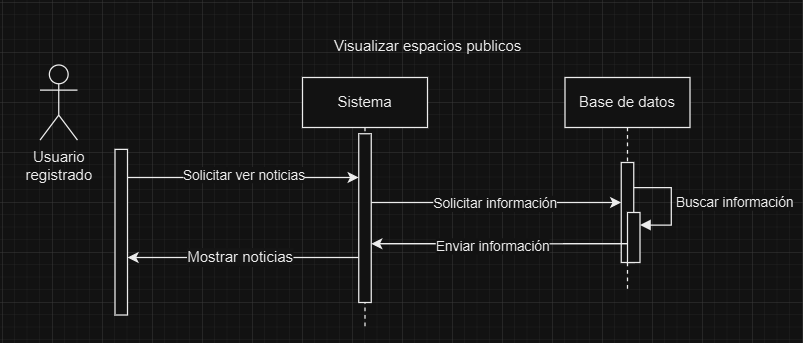 Visualizar espacios publicos
Sistema
Base de datos
Usuario
registrado
Solicitar ver noticias
Solicitar información
Buscar información
Enviar información
Mostrar noticias